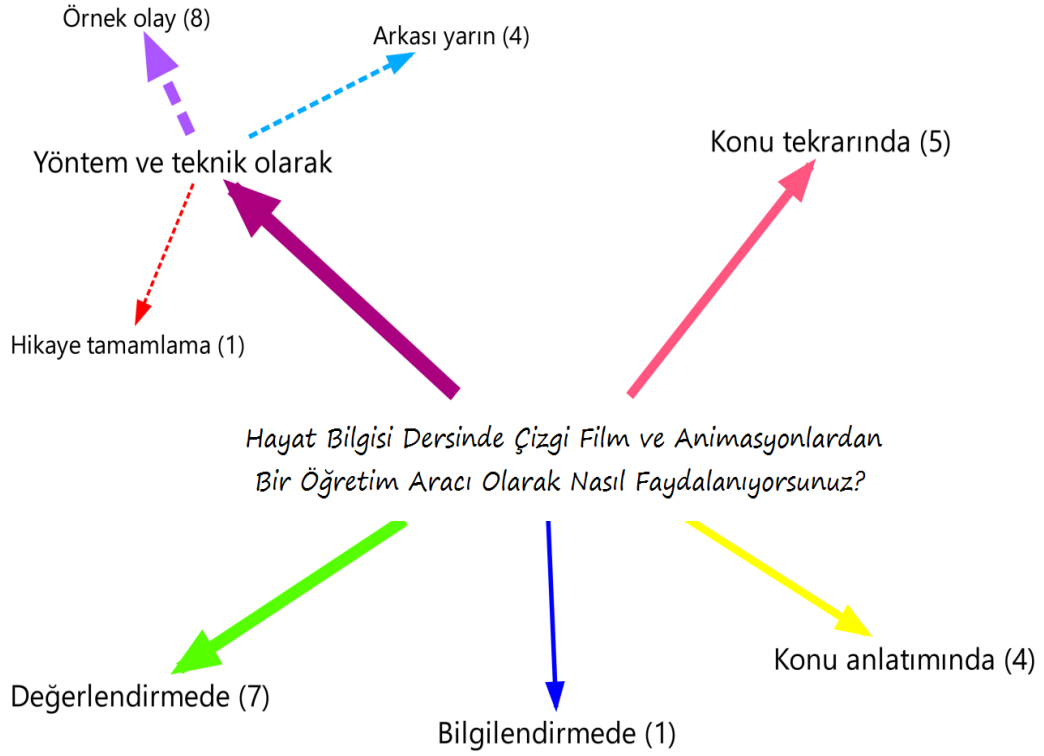 Örnek olay (8)
Arkası yarın (4)
Yöntem ve teknik olarak
Konu tekrarında (5)
Hikaye tamamlama (1)
Hayat Bilgisi Dersinde Çizgi Film ve Animasyonlardan
Bir Öğretim Aracı Olarak Nasıl Faydalanıyorsunuz?
Değerlendirmede (7)
Bilgilendirmede (1)
Konu anlatımında (4)